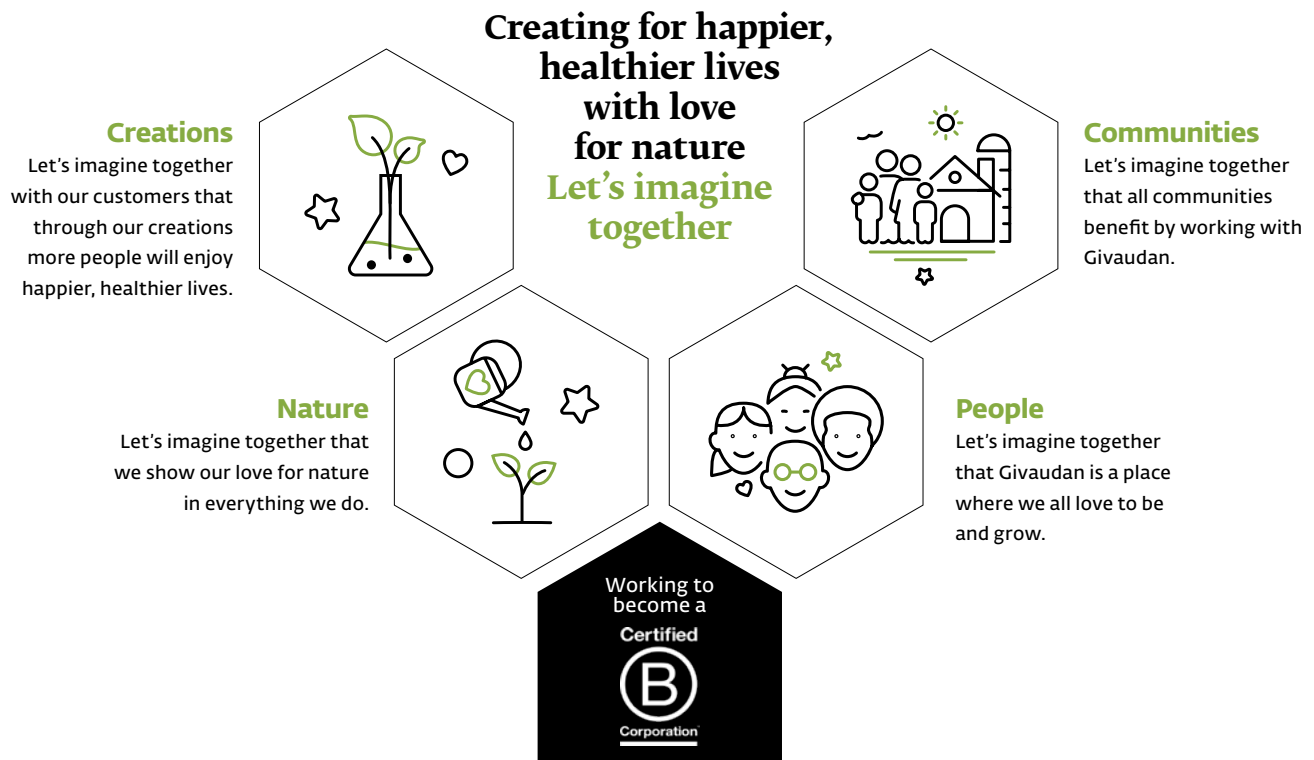 Creating for happier,
healthier lives
with love
for nature
Let's imagine
together
Creations
Let's imagine together
with our customers that
through our creations
more people will enjoy
happier, healthier lives.
Communities
Let's imagine together
that all communities
benefit by working with
Givaudan.
Nature
Let's imagine together that
we show our love for nature
in everything we do.
People
Let's imagine together
that Givaudan is a place
where we all love to be
and grow.
Working to
become a
Certified
B
Corporation